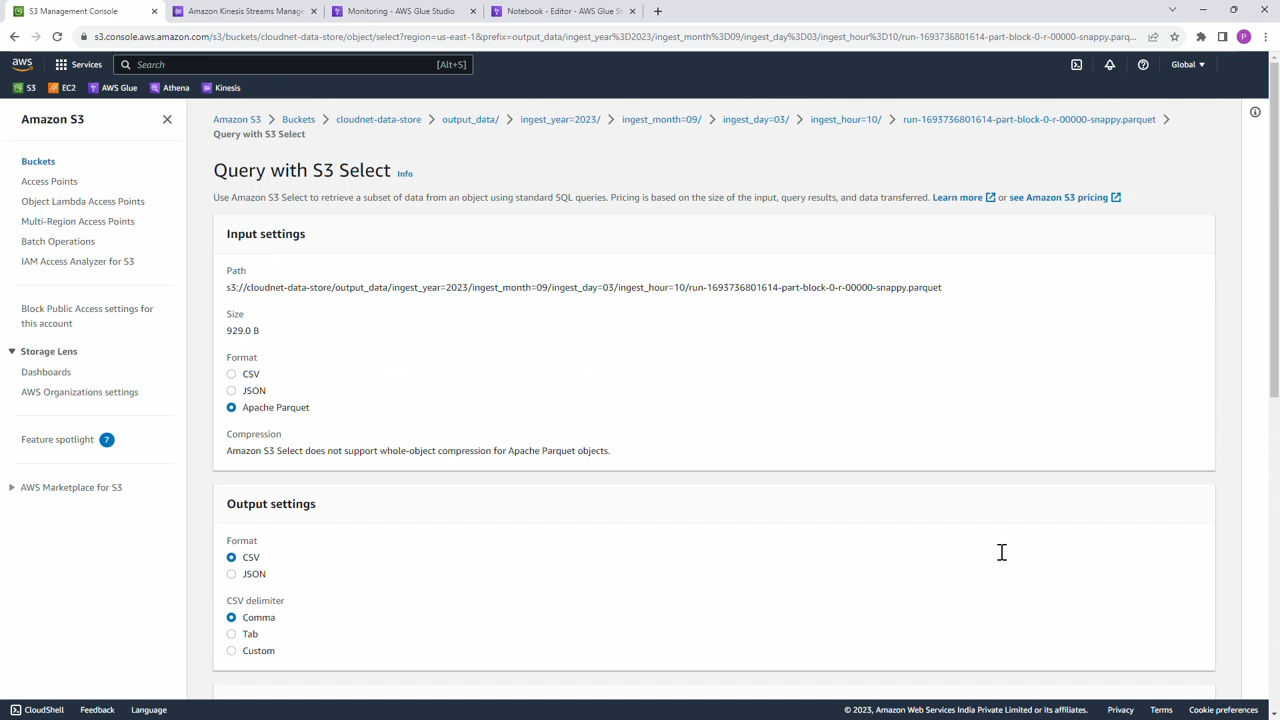 S3 Management Console
Amazon Kinesis Streams Manage
Monitoring - AWS Glue Studio
Notebook - Editor - AWS Glue St
s3.console.aws.amazon.com/s3/buckets/cloudnet-data-store/object/select?region=us-east-1&prefix=output_data/ingest_year%3D2023/ingest_month%3D09/ingest_day%3D03/ingest_hour%3D10/run-1693736801614-part-block-0-r-00000-snappy.parq...
P
aws
Services
Search
[Alt+S]
Global
S3
EC2
AWS Glue
Athena
Kinesis
Amazon S3
Buckets
Access Points
Object Lambda Access Points
Multi-Region Access Points
Batch Operations
IAM Access Analyzer for S3
Block Public Access settings for
this account
Storage Lens
Dashboards
AWS Organizations settings
Feature spotlight 7
AWS Marketplace for S3
Amazon S3 > Buckets > cloudnet-data-store > output_data/ > ingest_year=2023/ > ingest_month=09/ > ingest_day=03/ > ingest_hour=10/ > run-1693736801614-part-block-0-r-00000-snappy.parquet >
Query with S3 Select
Query with S3 Select Info
Use Amazon S3 Select to retrieve a subset of data from an object using standard SQL queries. Pricing is based on the size of the input, query results, and data transferred. Learn more or see Amazon S3 pricing
Input settings
Path
s3://cloudnet-data-store/output_data/ingest_year=2023/ingest_month=09/ingest_day=03/ingest_hour=10/run-1693736801614-part-block-0-r-00000-snappy.parquet
Size
929.0 B
Format
CSV
JSON
Apache Parquet
Compression
Amazon S3 Select does not support whole-object compression for Apache Parquet objects.
Output settings
Format
CSV
JSON
CSV delimiter
Comma
Tab
Custom
CloudShell
Feedback
Language
© 2023, Amazon Web Services India Private Limited or its affiliates.
Privacy
Terms
Cookie preferences